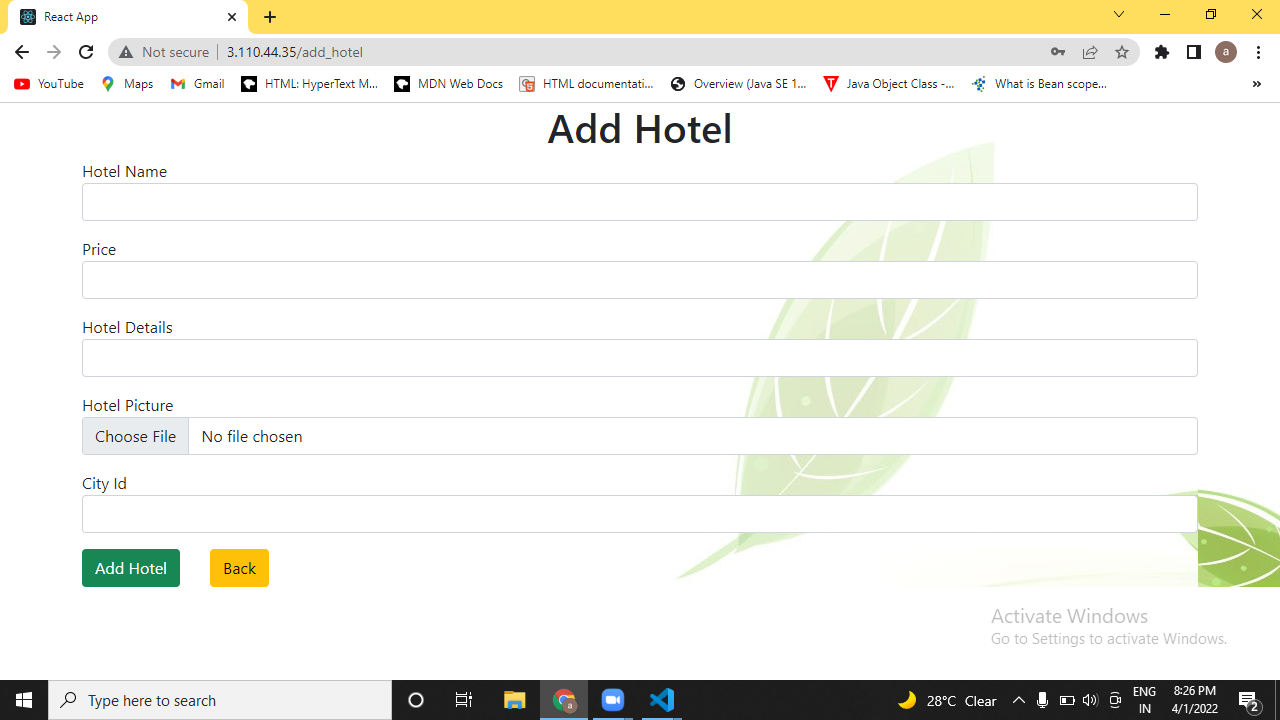 React App
Not secure
3.110.44.35/add_hotel
a
YouTube
Maps
Gmail
HTML: HyperText M...
MDN Web Docs
HTML documentati...
Overview (Java SE 1...
Java Object Class -...
What is Bean scope...
»
Add Hotel
Hotel Name
Price
Hotel Details
Hotel Picture
Choose File No file chosen
City Id
Add Hotel
Back
Activate Windows
Go to Settings to activate Windows.
Type here to search
a
28°C Clear
ENG
IN
8:26 PM
4/1/2022
2